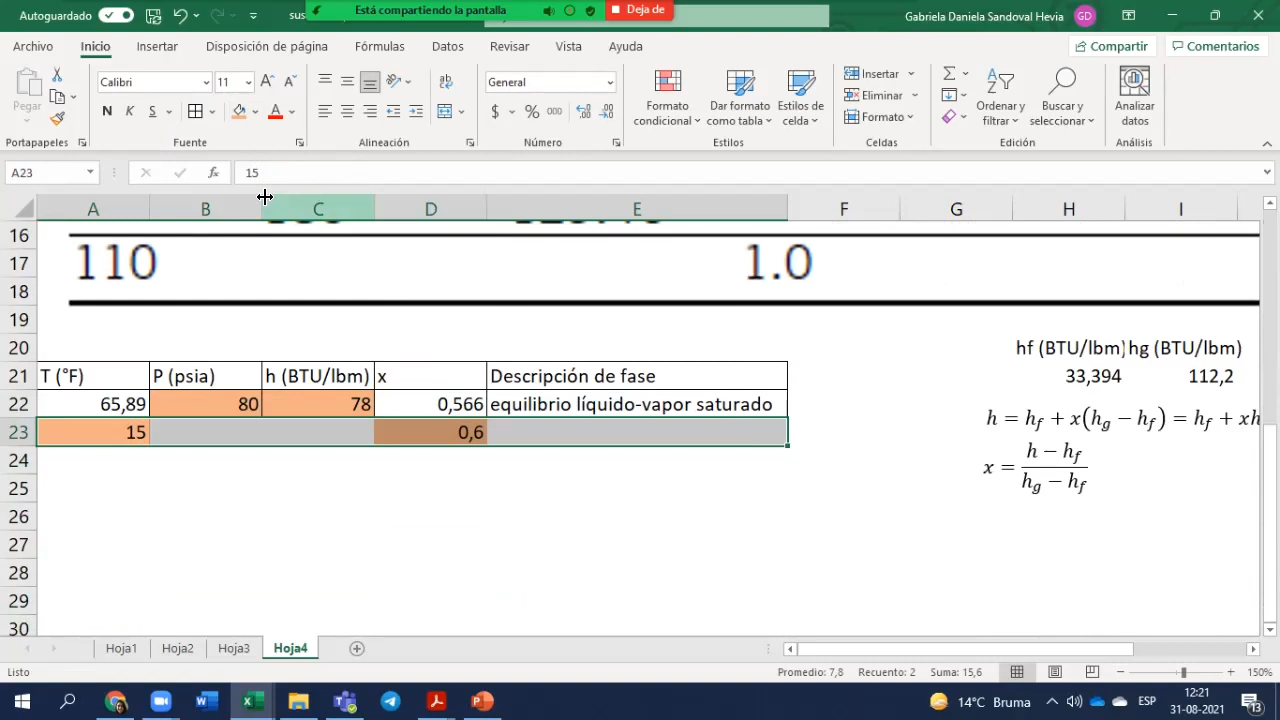 Autoguardado
sus
Está compartiendo la pantalla
Deja de
Gabriela Daniela Sandoval Hevia
GD
Archivo
Inicio
Insertar
Disposición de página
Fórmulas
Datos
Revisar
Vista
Ayuda
Compartir
Comentarios
Pegar
Calibri
11
N K S
General
$ % 000
Formato condicional
Dar formato como tabla
Estilos de celda
Insertar
Eliminar
Formato
Ordenar y filtrar
Buscar y seleccionar
Analizar datos
Portapapeles
Fuente
Alineación
Número
Estilos
Celdas
Edición
Análisis
A23
fx
15
A B C D E F G H I
16
17 110 1.0
18
19
20 hf (BTU/lbm) hg (BTU/lbm)
21 T (°F) P (psia) h (BTU/lbm) x Descripción de fase 33,394 112,2
22 65,89 80 78 0,566 equilibrio líquido-vapor saturado
h = hf + x(hg − hf) = hf + xh
23 15 0,6
x = h − hf / hg − hf
24
25
26
27
28
29
30
Hoja1 Hoja2 Hoja3 Hoja4
Listo
Promedio: 7,8 Recuento: 2 Suma: 15,6
150%
14°C Bruma
ESP
12:21
31-08-2021
13